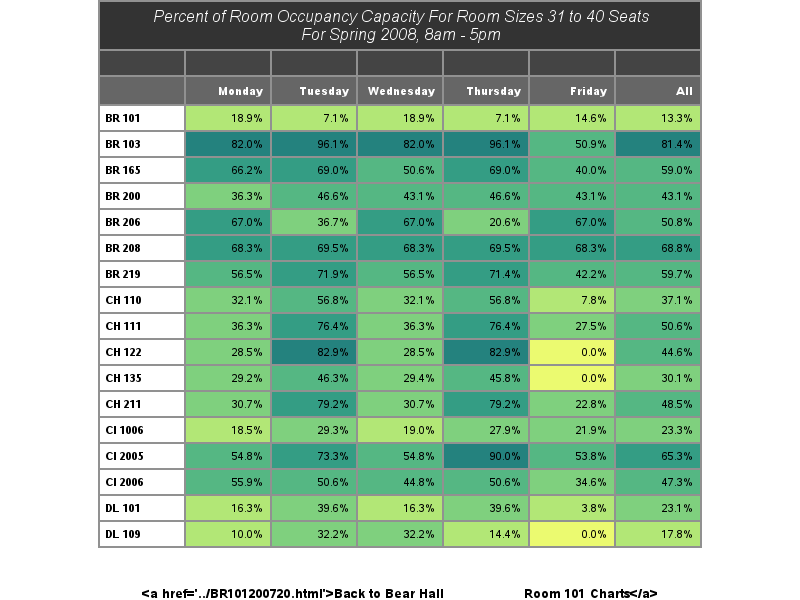 Percent of Room Occupancy Capacity For Room Sizes 31 to 40 Seats
For Spring 2008, 8am - 5pm
Monday Tuesday Wednesday Thursday Friday All
BR 101 18.9% 7.1% 18.9% 7.1% 14.6% 13.3%
BR 103 82.0% 96.1% 82.0% 96.1% 50.9% 81.4%
BR 165 66.2% 69.0% 50.6% 69.0% 40.0% 59.0%
BR 200 36.3% 46.6% 43.1% 46.6% 43.1% 43.1%
BR 206 67.0% 36.7% 67.0% 20.6% 67.0% 50.8%
BR 208 68.3% 69.5% 68.3% 69.5% 68.3% 68.8%
BR 219 56.5% 71.9% 56.5% 71.4% 42.2% 59.7%
CH 110 32.1% 56.8% 32.1% 56.8% 7.8% 37.1%
CH 111 36.3% 76.4% 36.3% 76.4% 27.5% 50.6%
CH 122 28.5% 82.9% 28.5% 82.9% 0.0% 44.6%
CH 135 29.2% 46.3% 29.4% 45.8% 0.0% 30.1%
CH 211 30.7% 79.2% 30.7% 79.2% 22.8% 48.5%
CI 1006 18.5% 29.3% 19.0% 27.9% 21.9% 23.3%
CI 2005 54.8% 73.3% 54.8% 90.0% 53.8% 65.3%
CI 2006 55.9% 50.6% 44.8% 50.6% 34.6% 47.3%
DL 101 16.3% 39.6% 16.3% 39.6% 3.8% 23.1%
DL 109 10.0% 32.2% 32.2% 14.4% 0.0% 17.8%
<a href='../BR101200720.html'>Back to Bear Hall Room 101 Charts</a>